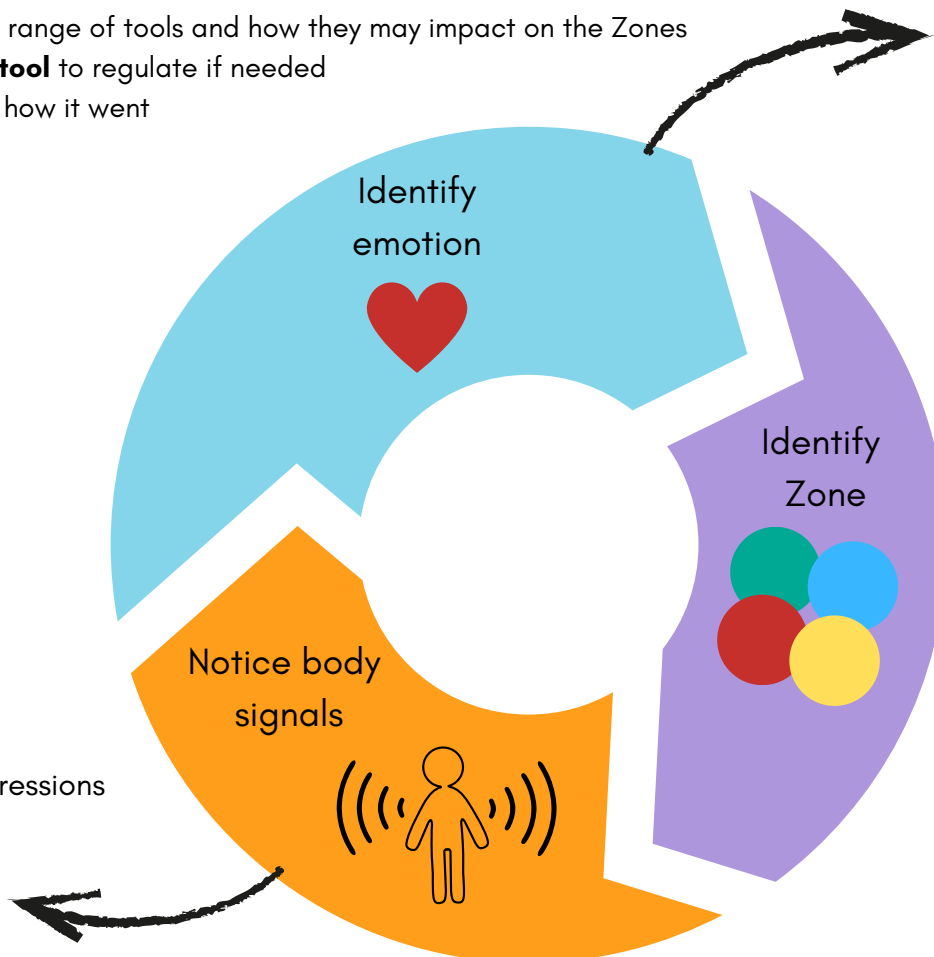 range of tools and how they may impact on the Zones
tool to regulate if needed
how it went
Identify
emotion
Identify
Zone
Notice body
signals
ressions